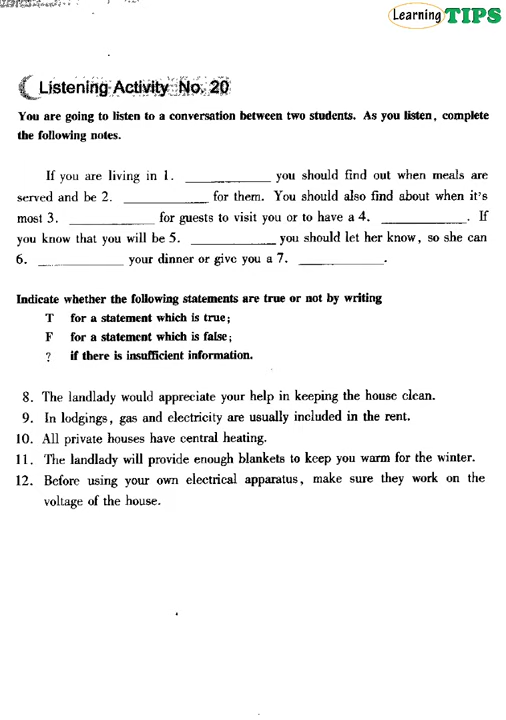 Learning TIPS
Listening Activity No. 20
You are going to listen to a conversation between two students. As you listen, complete
the following notes.
If you are living in 1. ____________ you should find out when meals are
served and be 2. ____________ for them. You should also find about when it's
most 3. ____________ for guests to visit you or to have a 4. ____________. If
you know that you will be 5. ____________ you should let her know, so she can
6. ____________ your dinner or give you a 7. ____________.
Indicate whether the following statements are true or not by writing
T for a statement which is true;
F for a statement which is false;
? if there is insufficient information.
8. The landlady would appreciate your help in keeping the house clean.
9. In lodgings, gas and electricity are usually included in the rent.
10. All private houses have central heating.
11. The landlady will provide enough blankets to keep you warm for the winter.
12. Before using your own electrical apparatus, make sure they work on the
voltage of the house.